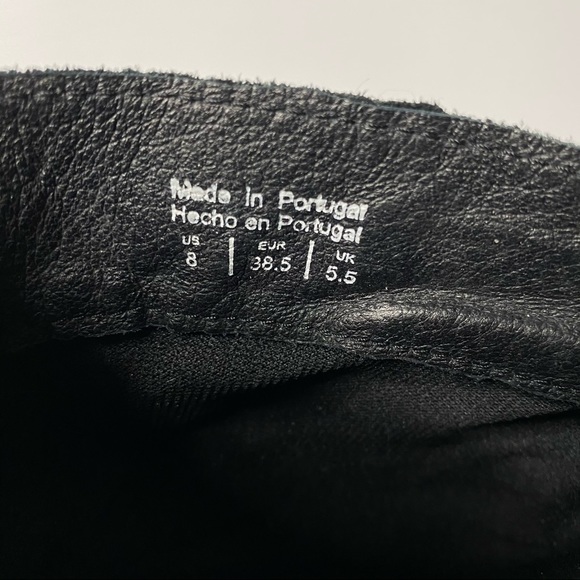 Made in Portugal
Hecho en Portugal
US | EUR | UK
8 | 38.5 | 5.5